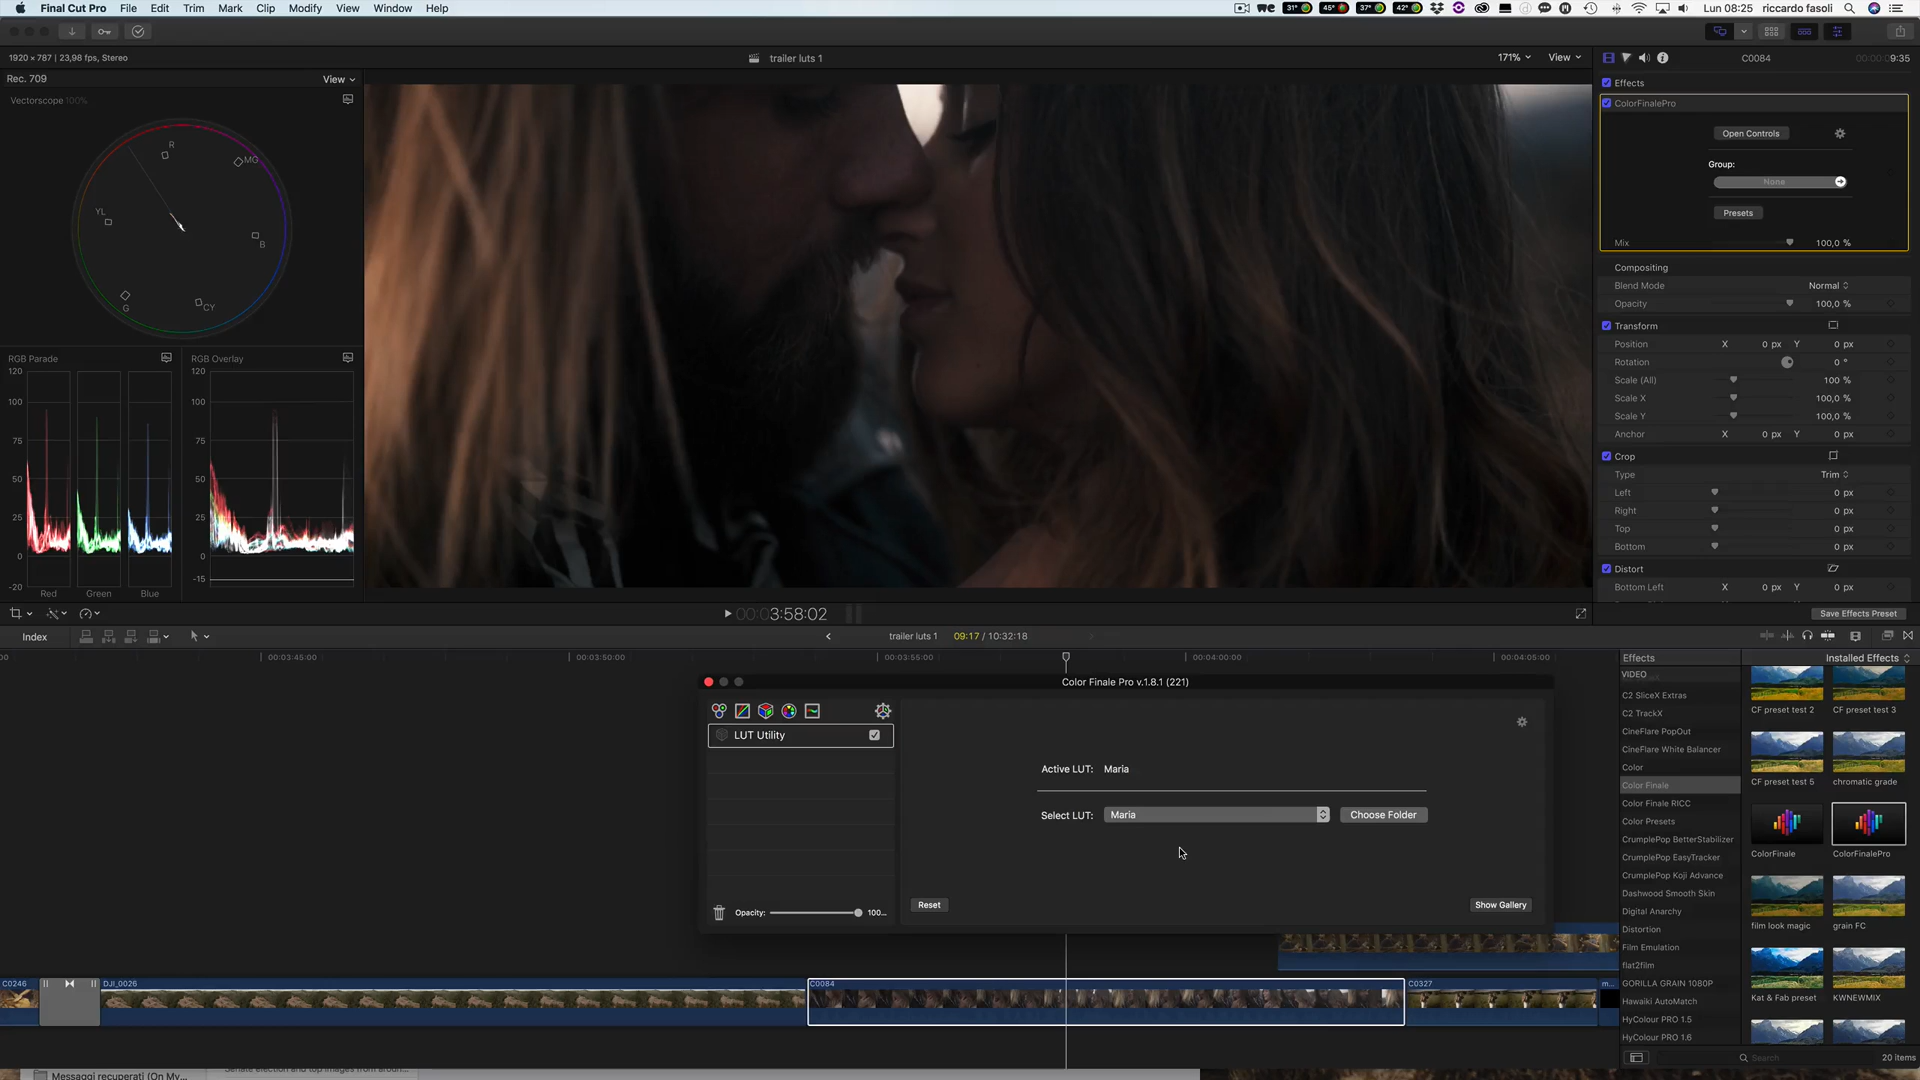 Final Cut Pro File Edit Trim Mark Clip Modify View Window Help
31° 45° 37° 42° Lun 08:25 riccardo fasoli
1920 × 787 | 23,98 fps, Stereo
trailer luts 1
171% View
C0084
9:35
Rec. 709
View
Effects
Vectorscope 100%
ColorFinalePro
R
MG
YL
B
G
CY
Open Controls
Group:
None
Presets
Mix 100,0 %
Compositing
Blend Mode Normal
Opacity 100,0 %
Transform
Position X 0 px Y 0 px
Rotation 0 °
Scale (All) 100 %
Scale X 100,0 %
Scale Y 100,0 %
Anchor X 0 px Y 0 px
Crop
Type Trim
Left 0 px
Right 0 px
Top 0 px
Bottom 0 px
Distort
Bottom Left X 0 px Y 0 px
Save Effects Preset
RGB Parade
120
100
75
50
25
0
-20
Red Green Blue
RGB Overlay
120
100
75
50
25
0
-15
00:00:3:58:02
Index
trailer luts 1 09:17 / 10:32:18
00:03:45:00 00:03:50:00 00:03:55:00 00:04:00:00 00:04:05:00
Color Finale Pro v.1.8.1 (221)
LUT Utility
Active LUT: Maria
Select LUT: Maria
Choose Folder
Opacity: 100...
Reset
Show Gallery
Effects
Installed Effects
VIDEO
C2 SliceX Extras
C2 TrackX
CineFlare PopOut
CineFlare White Balancer
Color
Color Finale
Color Finale RICC
Color Presets
CrumplePop BetterStabilizer
CrumplePop EasyTracker
CrumplePop Koji Advance
Dashwood Smooth Skin
Digital Anarchy
Distortion
Film Emulation
flat2film
GORILLA GRAIN 1080P
Hawaiki AutoMatch
HyColour PRO 1.5
HyColour PRO 1.6
CF preset test 2
CF preset test 3
CF preset test 5
chromatic grade
ColorFinale
ColorFinalePro
film look magic
grain FC
Kat & Fab preset
KWNEWMIX
Search
20 items
C0246
DJI_0026
C0084
C0327
m...
Messaggi recuperati (On My...